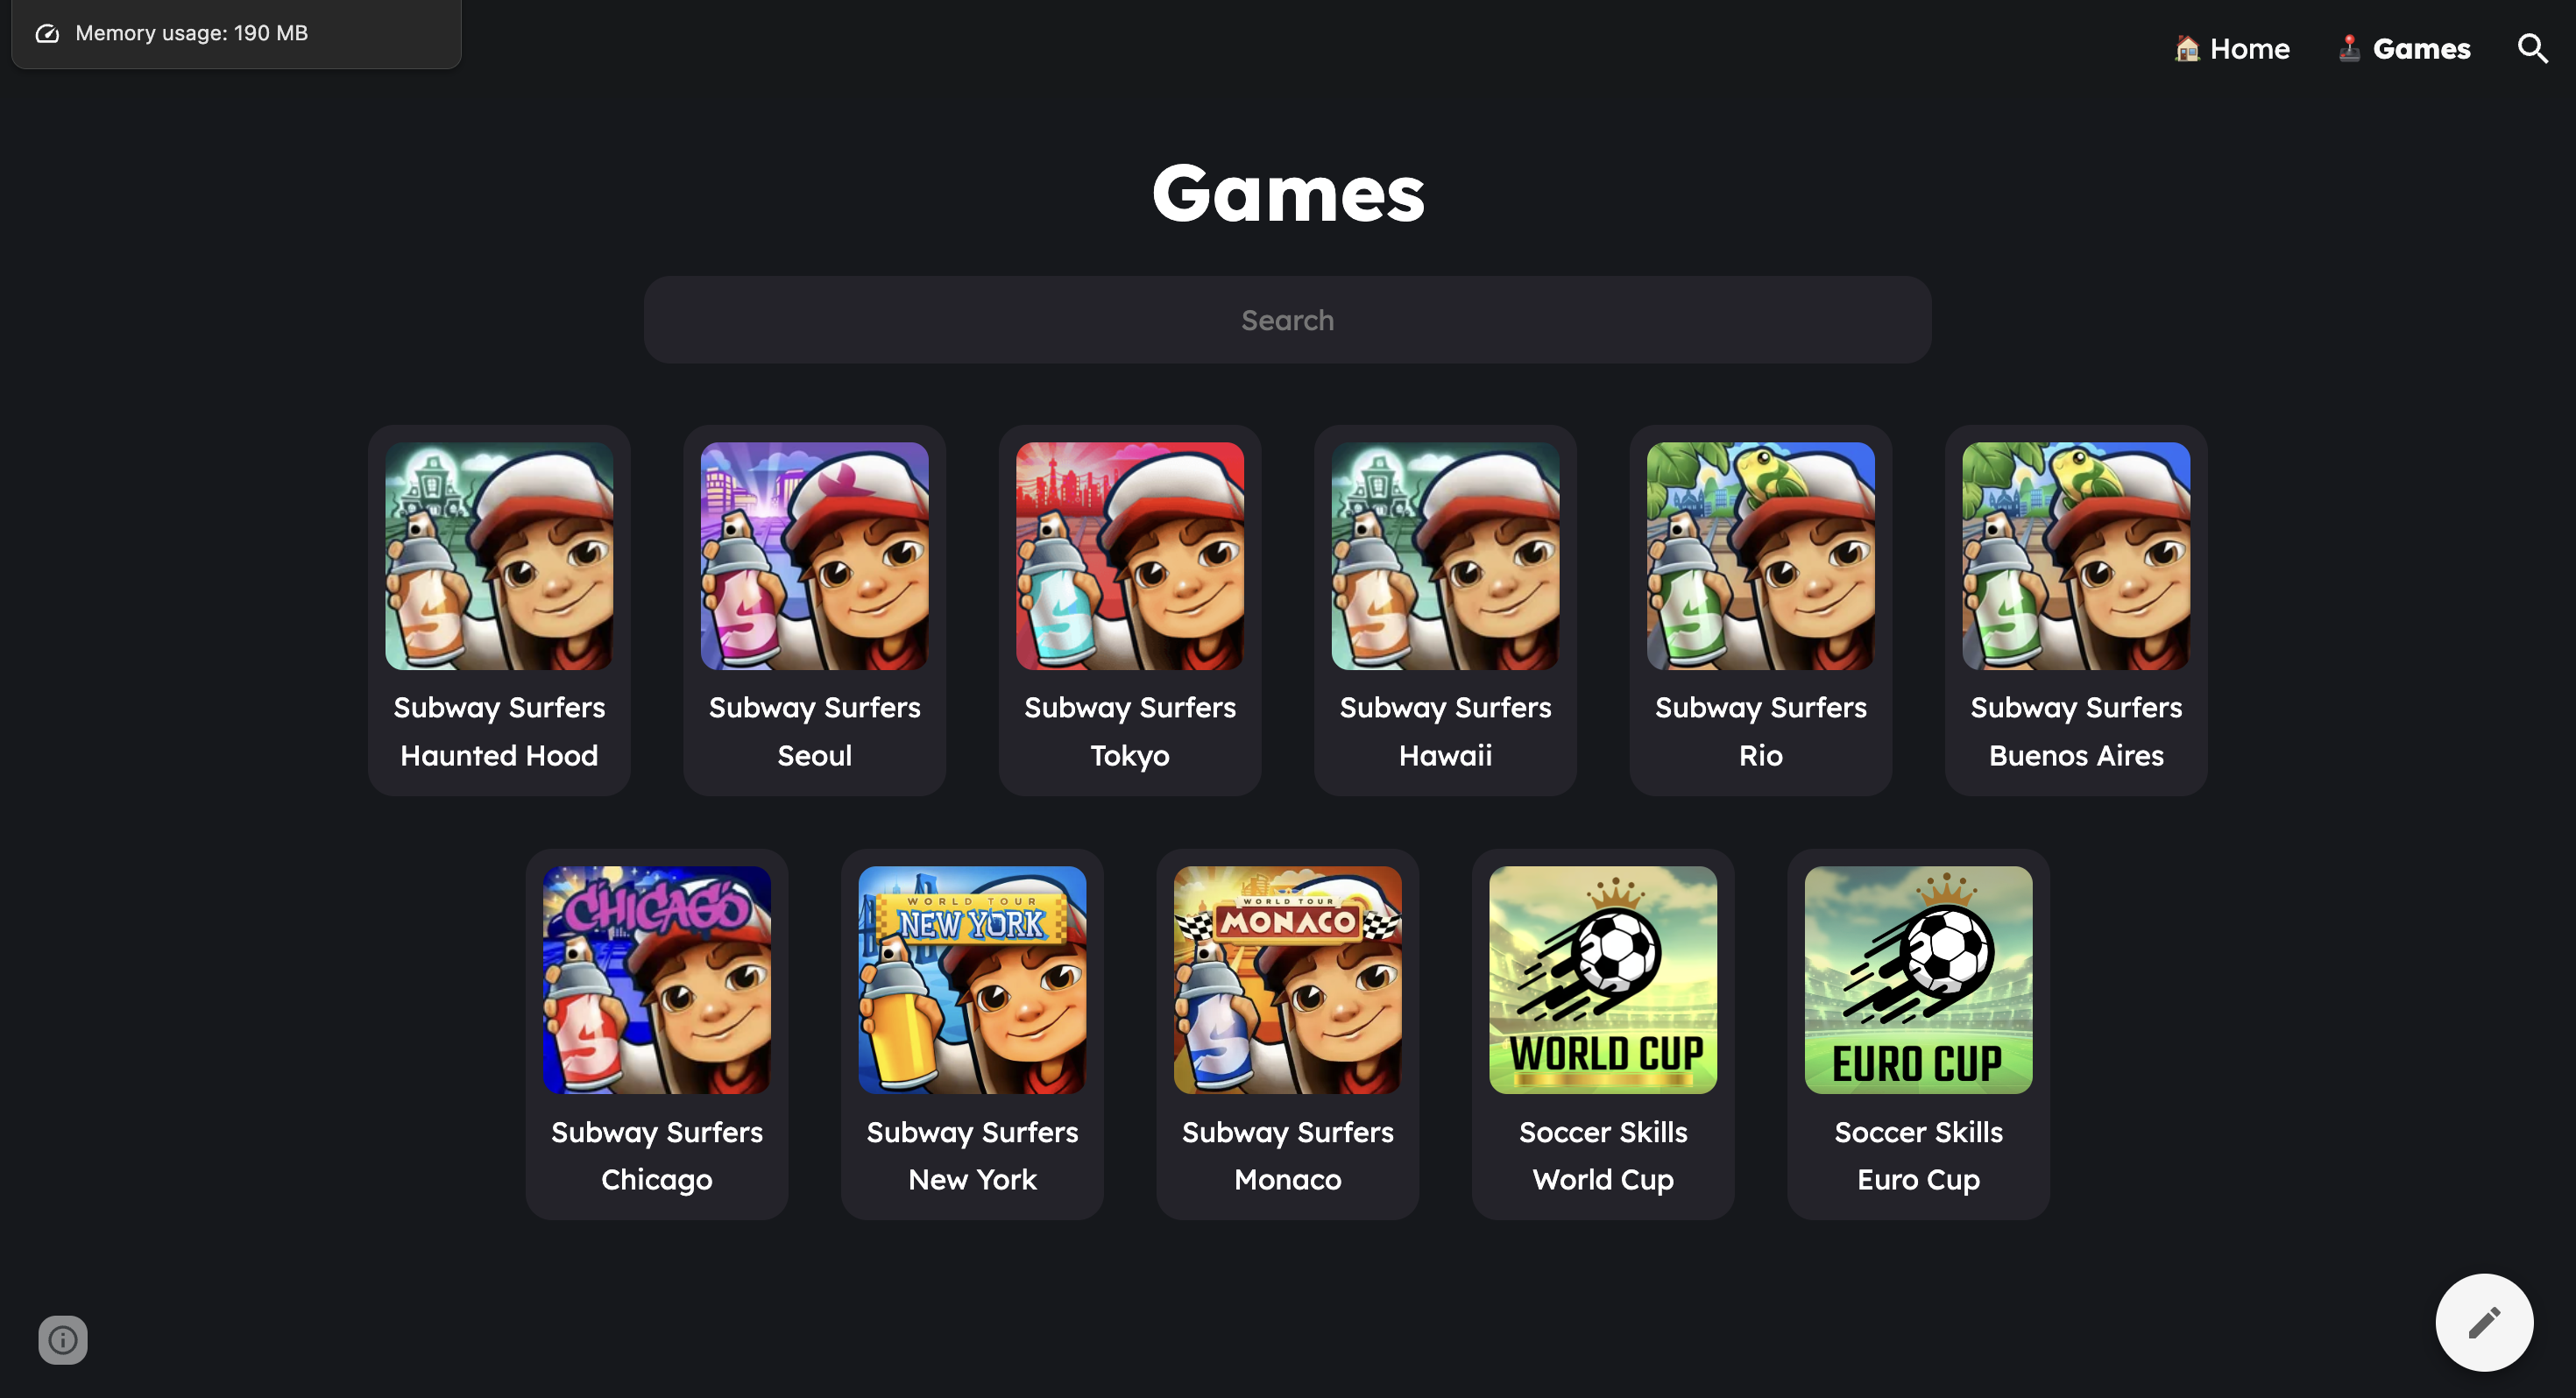 Memory usage: 190 MB
Home
Games
Games
Search
Subway Surfers
Haunted Hood
Subway Surfers
Seoul
Subway Surfers
Tokyo
Subway Surfers
Hawaii
Subway Surfers
Rio
Subway Surfers
Buenos Aires
CHICAGO
Subway Surfers
Chicago
WORLD TOUR
NEW YORK
Subway Surfers
New York
WORLD TOUR
MONACO
Subway Surfers
Monaco
WORLD CUP
Soccer Skills
World Cup
EURO CUP
Soccer Skills
Euro Cup